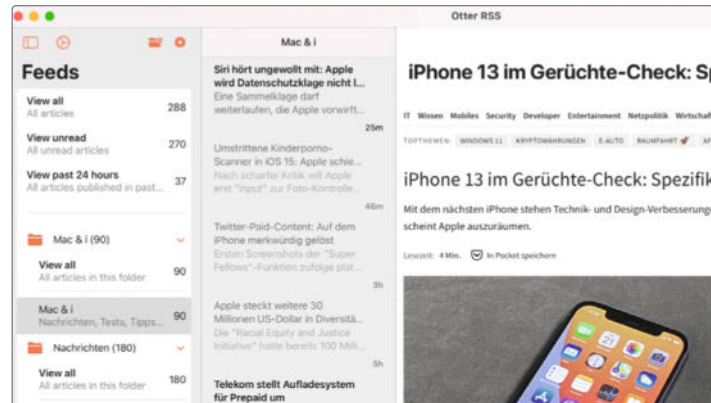 Otter RSS
Mac & i
Feeds
View all
All articles
288
View unread
All unread articles
270
View past 24 hours
All articles published in past...
37
Mac & i (90)
View all
All articles in this folder
90
Mac & i
Nachrichten, Tests, Tipps...
90
Nachrichten (180)
View all
All articles in this folder
180
Siri hört ungewollt mit: Apple
wird Datenschutzklage nicht l...
Eine Sammelklage darf
weiterlaufen, die Apple vorwirft...
25m
Umstrittene Kinderporno-
Scanner in iOS 15: Apple schie...
Nach scharfer Kritik will Apple
erst "Input" zur Foto-Kontrolle...
46m
Twitter-Paid-Content: Auf dem
iPhone merkwürdig gelöst
Ersten Screenshots der "Super
Fellows"-Funktion zufolge plat...
3h
Apple steckt weitere 30
Millionen US-Dollar in Diversitä...
Die "Racial Equity and Justice
Initiative" hatte bereits 100 Milli...
5h
Telekom stellt Aufladesystem
für Prepaid um
iPhone 13 im Gerüchte-Check: Sp
IT Wissen Mobiles Security Developer Entertainment Netzpolitik Wirtschaf
TOPTHEMEN: WINDOWS 11 KRYPTOWÄHRUNGEN E-AUTO RAUMFAHRT AP
iPhone 13 im Gerüchte-Check: Spezifik
Mit dem nächsten iPhone stehen Technik- und Design-Verbesserunge
scheint Apple auszuräumen.
Lesezeit: 4 Min. In Pocket speichern